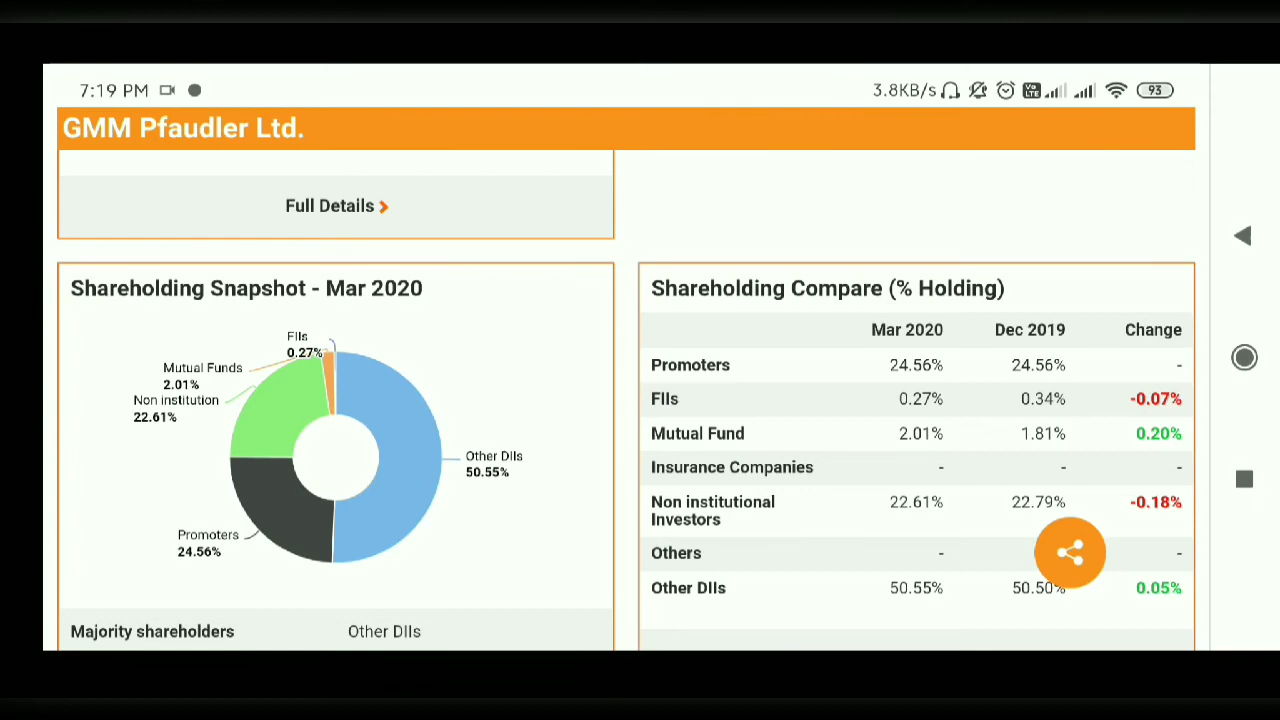 7:19 PM
3.8KB/s
Vo LTE
93
GMM Pfaudler Ltd.
Full Details
Shareholding Snapshot - Mar 2020
FIIs
0.27%
Mutual Funds
2.01%
Non institution
22.61%
Other DIIs
50.55%
Promoters
24.56%
Majority shareholders Other DIIs
Shareholding Compare (% Holding)
Mar 2020 Dec 2019 Change
Promoters 24.56% 24.56% -
FIIs 0.27% 0.34% -0.07%
Mutual Fund 2.01% 1.81% 0.20%
Insurance Companies - - -
Non institutional 22.61% 22.79% -0.18%
Investors
Others - -
Other DIIs 50.55% 50.50% 0.05%